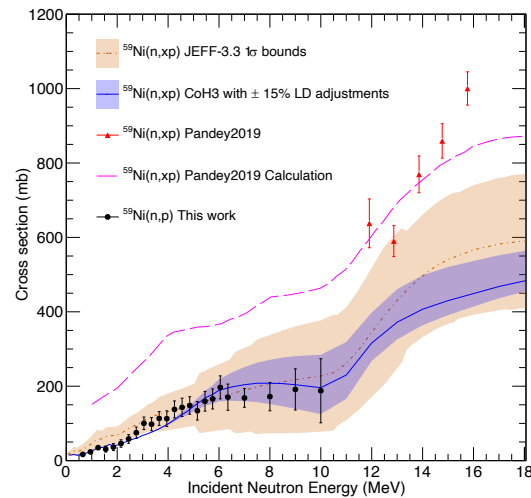 ⁵⁹Ni(n,xp) JEFF-3.3 1σ bounds
⁵⁹Ni(n,xp) CoH3 with ± 15% LD adjustments
⁵⁹Ni(n,xp) Pandey2019
⁵⁹Ni(n,xp) Pandey2019 Calculation
⁵⁹Ni(n,p) This work
Cross section (mb)
1200
1000
800
600
400
200
0
0 2 4 6 8 10 12 14 16 18
Incident Neutron Energy (MeV)